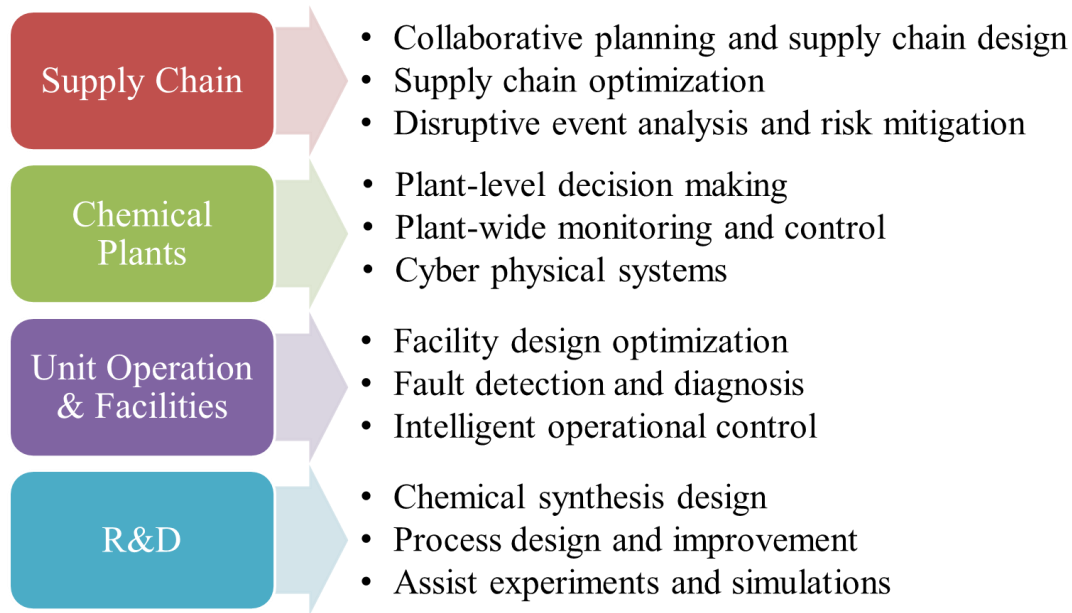 Supply Chain
• Collaborative planning and supply chain design
• Supply chain optimization
• Disruptive event analysis and risk mitigation
Chemical
Plants
• Plant-level decision making
• Plant-wide monitoring and control
• Cyber physical systems
Unit Operation
& Facilities
• Facility design optimization
• Fault detection and diagnosis
• Intelligent operational control
R&D
• Chemical synthesis design
• Process design and improvement
• Assist experiments and simulations